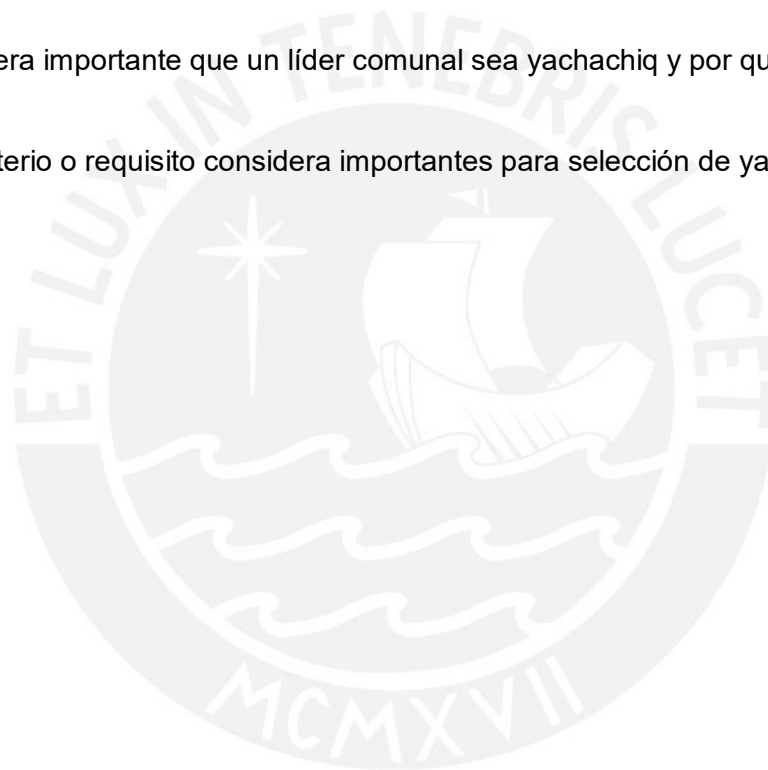 era importante que un líder comunal sea yachachiq y por qu
terio o requisito considera importantes para selección de ya
ET LUX IN TENEBRIS LUCET
MCMXVII